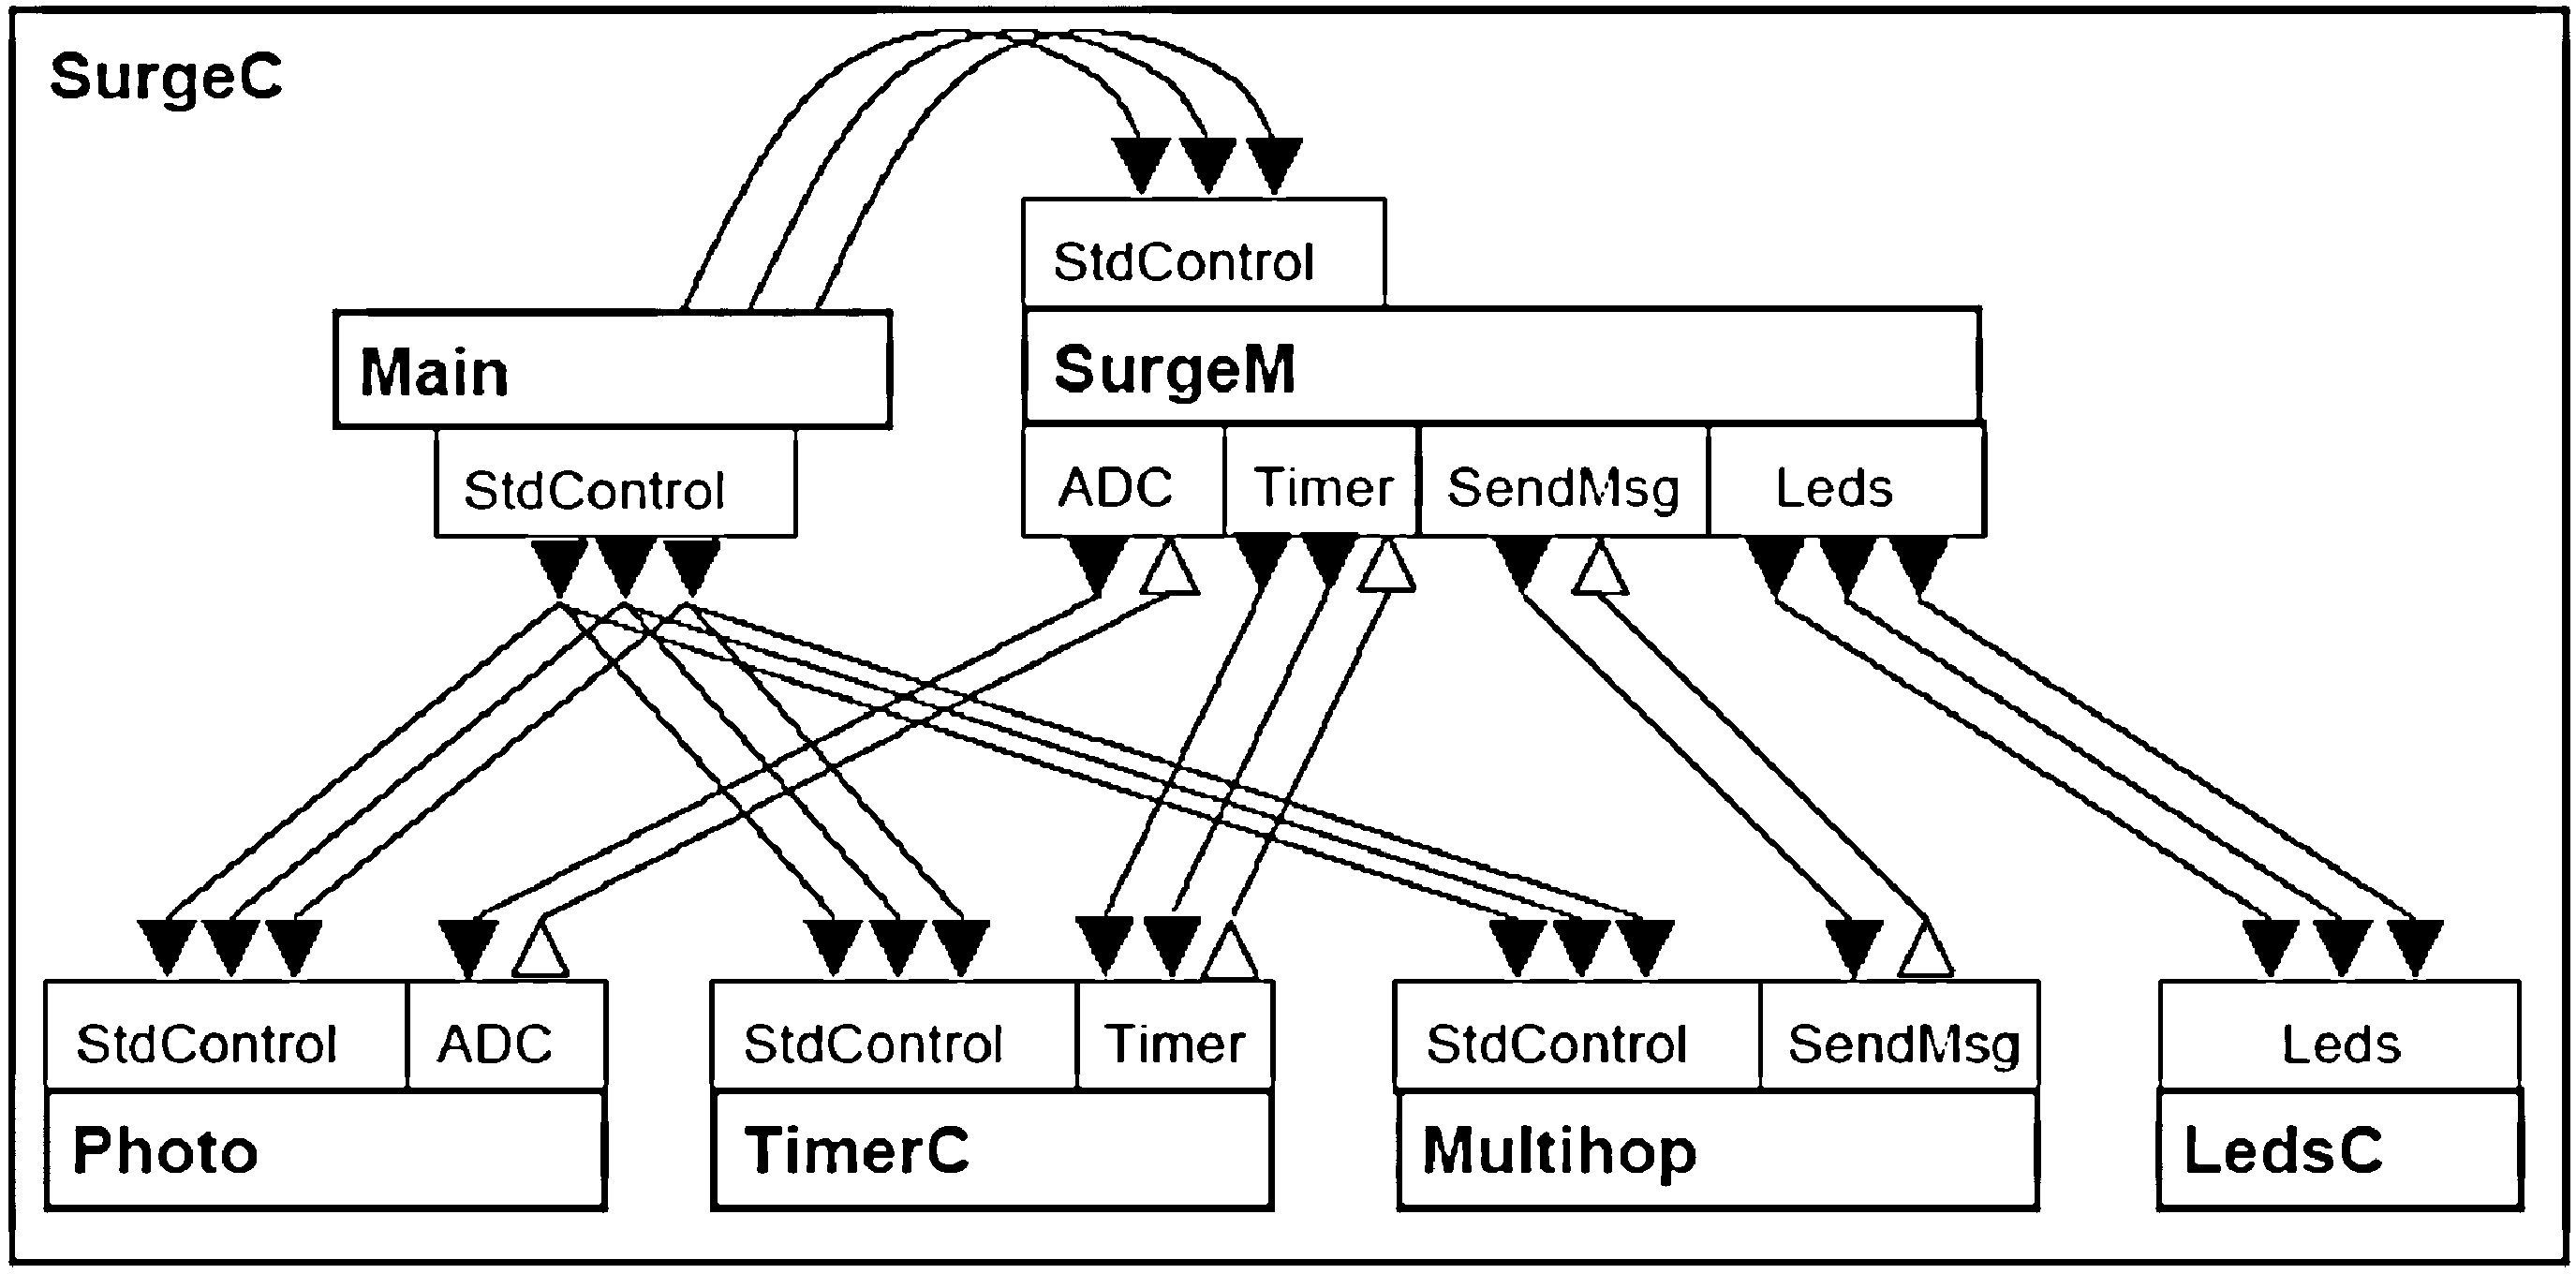 SurgeC
StdControl
Main
SurgeM
StdControl
ADC Timer SendMsg Leds
StdControl ADC StdControl Timer StdControl SendMsg Leds
Photo TimerC Multihop LedsC